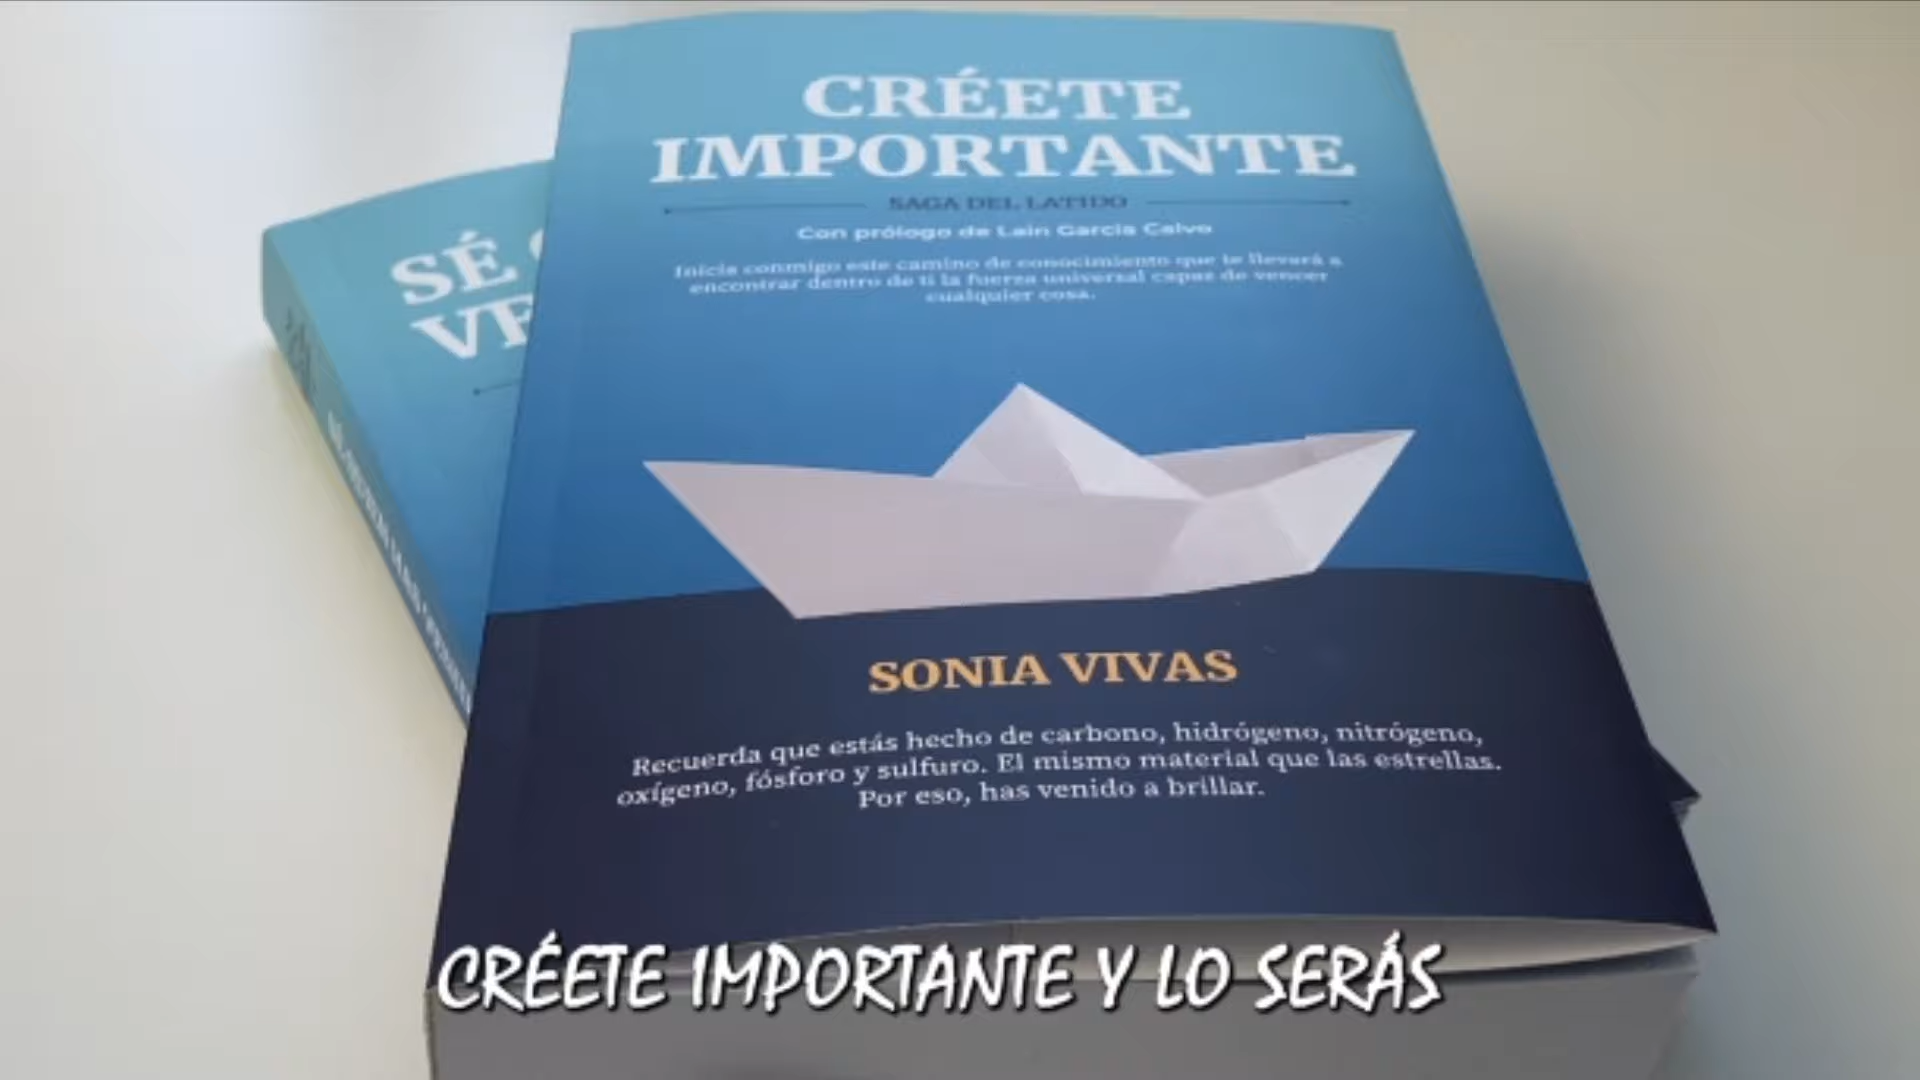 CRÉETE
IMPORTANTE
SAGA DEL LATIDO
Con prólogo de Lain García Calvo
Inicia conmigo este camino de conocimiento que te llevará a
encontrar dentro de ti la fuerza universal capaz de vencer
cualquier cosa.
SÉ
SONIA VIVAS
Recuerda que estás hecho de carbono, hidrógeno, nitrógeno,
oxígeno, fósforo y sulfuro. El mismo material que las estrellas.
Por eso, has venido a brillar.
CRÉETE IMPORTANTE Y LO SERÁS